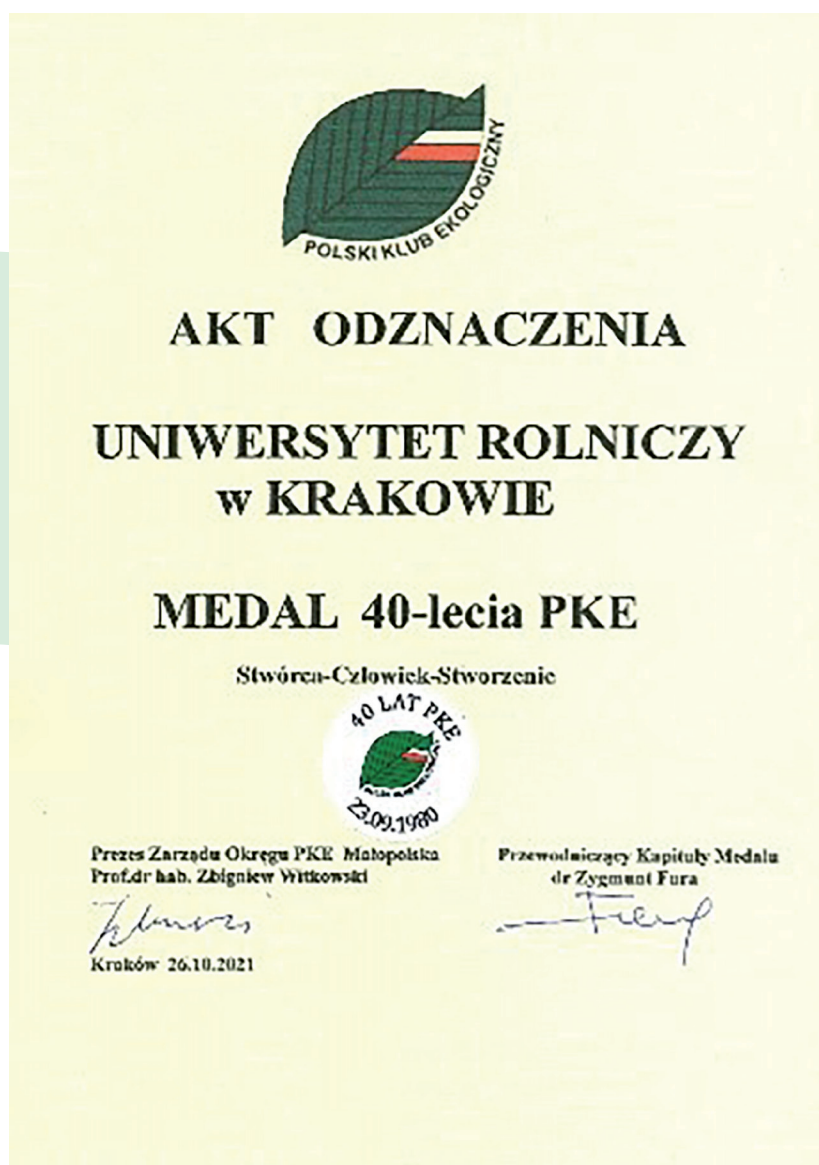 POLSKI KLUB EKOLOGICZNY
AKT ODZNACZENIA
UNIWERSYTET ROLNICZY
w KRAKOWIE
MEDAL 40-lecia PKE
Stwórca-Człowiek-Stworzenie
40 LAT PKE
23.09.1980
Prezes Zarządu Okręgu PKE Małopolska
Prof.dr hab. Zbigniew Witkowski
Przewodniczący Kapituły Medalu
dr Zygmunt Fura
Kraków 26.10.2021